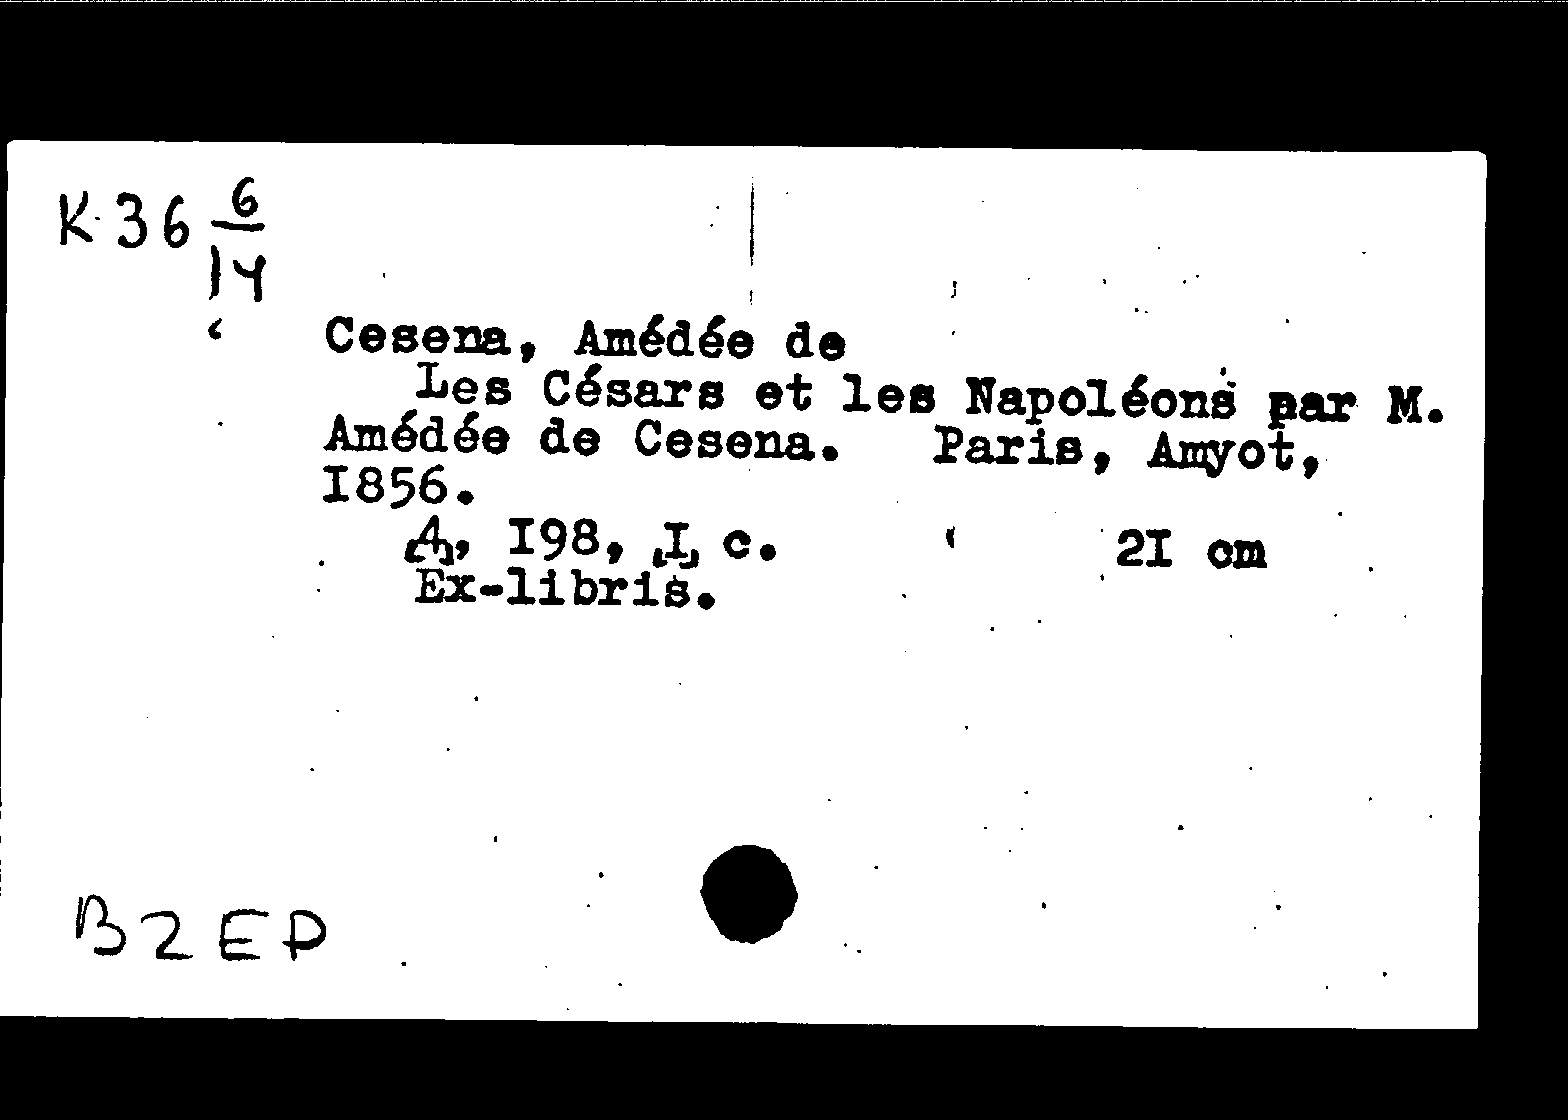 K 36 6/14
Cesena, Amédée de
Les Césars et les Napoléons par M.
Amédée de Cesena. Paris, Amyot,
I856.
[4], I98, [I] c. 2I cm
Ex-libris.
BZED